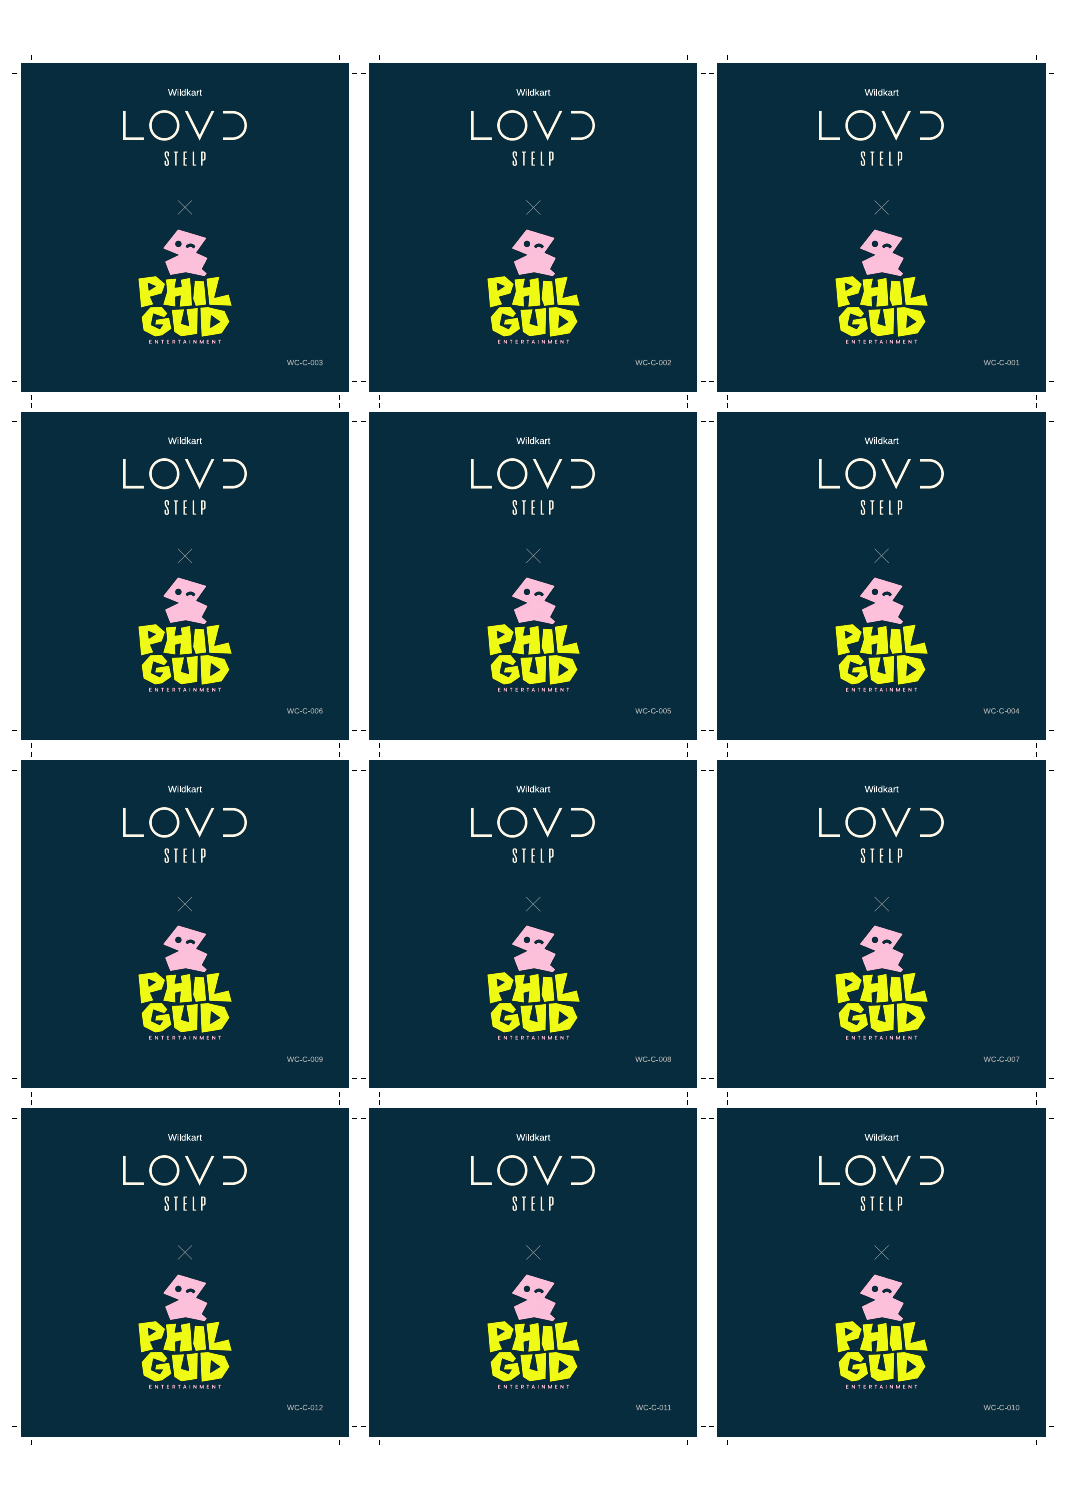 Wildkart
LOVD
STELP
PHIL
GUD
ENTERTAINMENT
WC-C-003
Wildkart
LOVD
STELP
PHIL
GUD
ENTERTAINMENT
WC-C-002
Wildkart
LOVD
STELP
PHIL
GUD
ENTERTAINMENT
WC-C-001
Wildkart
LOVD
STELP
PHIL
GUD
ENTERTAINMENT
WC-C-006
Wildkart
LOVD
STELP
PHIL
GUD
ENTERTAINMENT
WC-C-005
Wildkart
LOVD
STELP
PHIL
GUD
ENTERTAINMENT
WC-C-004
Wildkart
LOVD
STELP
PHIL
GUD
ENTERTAINMENT
WC-C-009
Wildkart
LOVD
STELP
PHIL
GUD
ENTERTAINMENT
WC-C-008
Wildkart
LOVD
STELP
PHIL
GUD
ENTERTAINMENT
WC-C-007
Wildkart
LOVD
STELP
PHIL
GUD
ENTERTAINMENT
WC-C-012
Wildkart
LOVD
STELP
PHIL
GUD
ENTERTAINMENT
WC-C-011
Wildkart
LOVD
STELP
PHIL
GUD
ENTERTAINMENT
WC-C-010